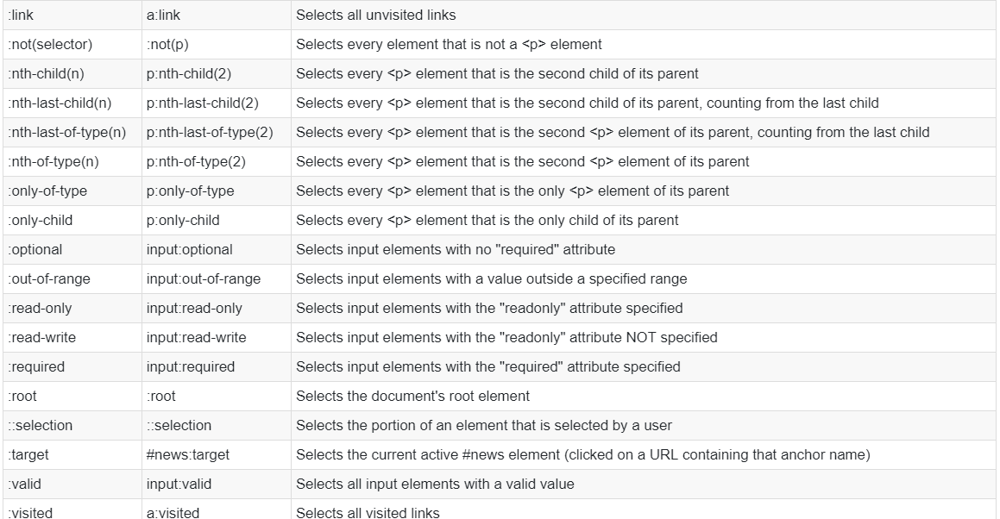 :link a:link Selects all unvisited links
:not(selector) :not(p) Selects every element that is not a <p> element
:nth-child(n) p:nth-child(2) Selects every <p> element that is the second child of its parent
:nth-last-child(n) p:nth-last-child(2) Selects every <p> element that is the second child of its parent, counting from the last child
:nth-last-of-type(n) p:nth-last-of-type(2) Selects every <p> element that is the second <p> element of its parent, counting from the last child
:nth-of-type(n) p:nth-of-type(2) Selects every <p> element that is the second <p> element of its parent
:only-of-type p:only-of-type Selects every <p> element that is the only <p> element of its parent
:only-child p:only-child Selects every <p> element that is the only child of its parent
:optional input:optional Selects input elements with no "required" attribute
:out-of-range input:out-of-range Selects input elements with a value outside a specified range
:read-only input:read-only Selects input elements with the "readonly" attribute specified
:read-write input:read-write Selects input elements with the "readonly" attribute NOT specified
:required input:required Selects input elements with the "required" attribute specified
:root :root Selects the document's root element
::selection ::selection Selects the portion of an element that is selected by a user
:target #news:target Selects the current active #news element (clicked on a URL containing that anchor name)
:valid input:valid Selects all input elements with a valid value
:visited a:visited Selects all visited links